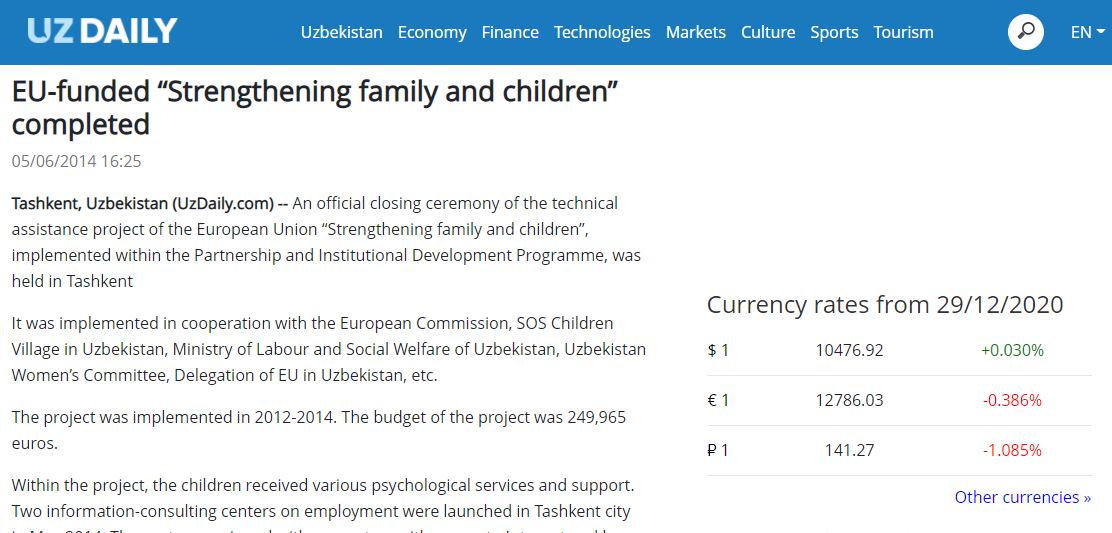 UZ DAILY
Uzbekistan Economy Finance Technologies Markets Culture Sports Tourism
EN
EU-funded “Strengthening family and children”
completed
05/06/2014 16:25
Tashkent, Uzbekistan (UzDaily.com) -- An official closing ceremony of the technical
assistance project of the European Union “Strengthening family and children”,
implemented within the Partnership and Institutional Development Programme, was
held in Tashkent
It was implemented in cooperation with the European Commission, SOS Children
Village in Uzbekistan, Ministry of Labour and Social Welfare of Uzbekistan, Uzbekistan
Women’s Committee, Delegation of EU in Uzbekistan, etc.
The project was implemented in 2012-2014. The budget of the project was 249,965
euros.
Within the project, the children received various psychological services and support.
Two information-consulting centers on employment were launched in Tashkent city
Currency rates from 29/12/2020
$ 1 10476.92 +0.030%
€ 1 12786.03 -0.386%
₽ 1 141.27 -1.085%
Other currencies »